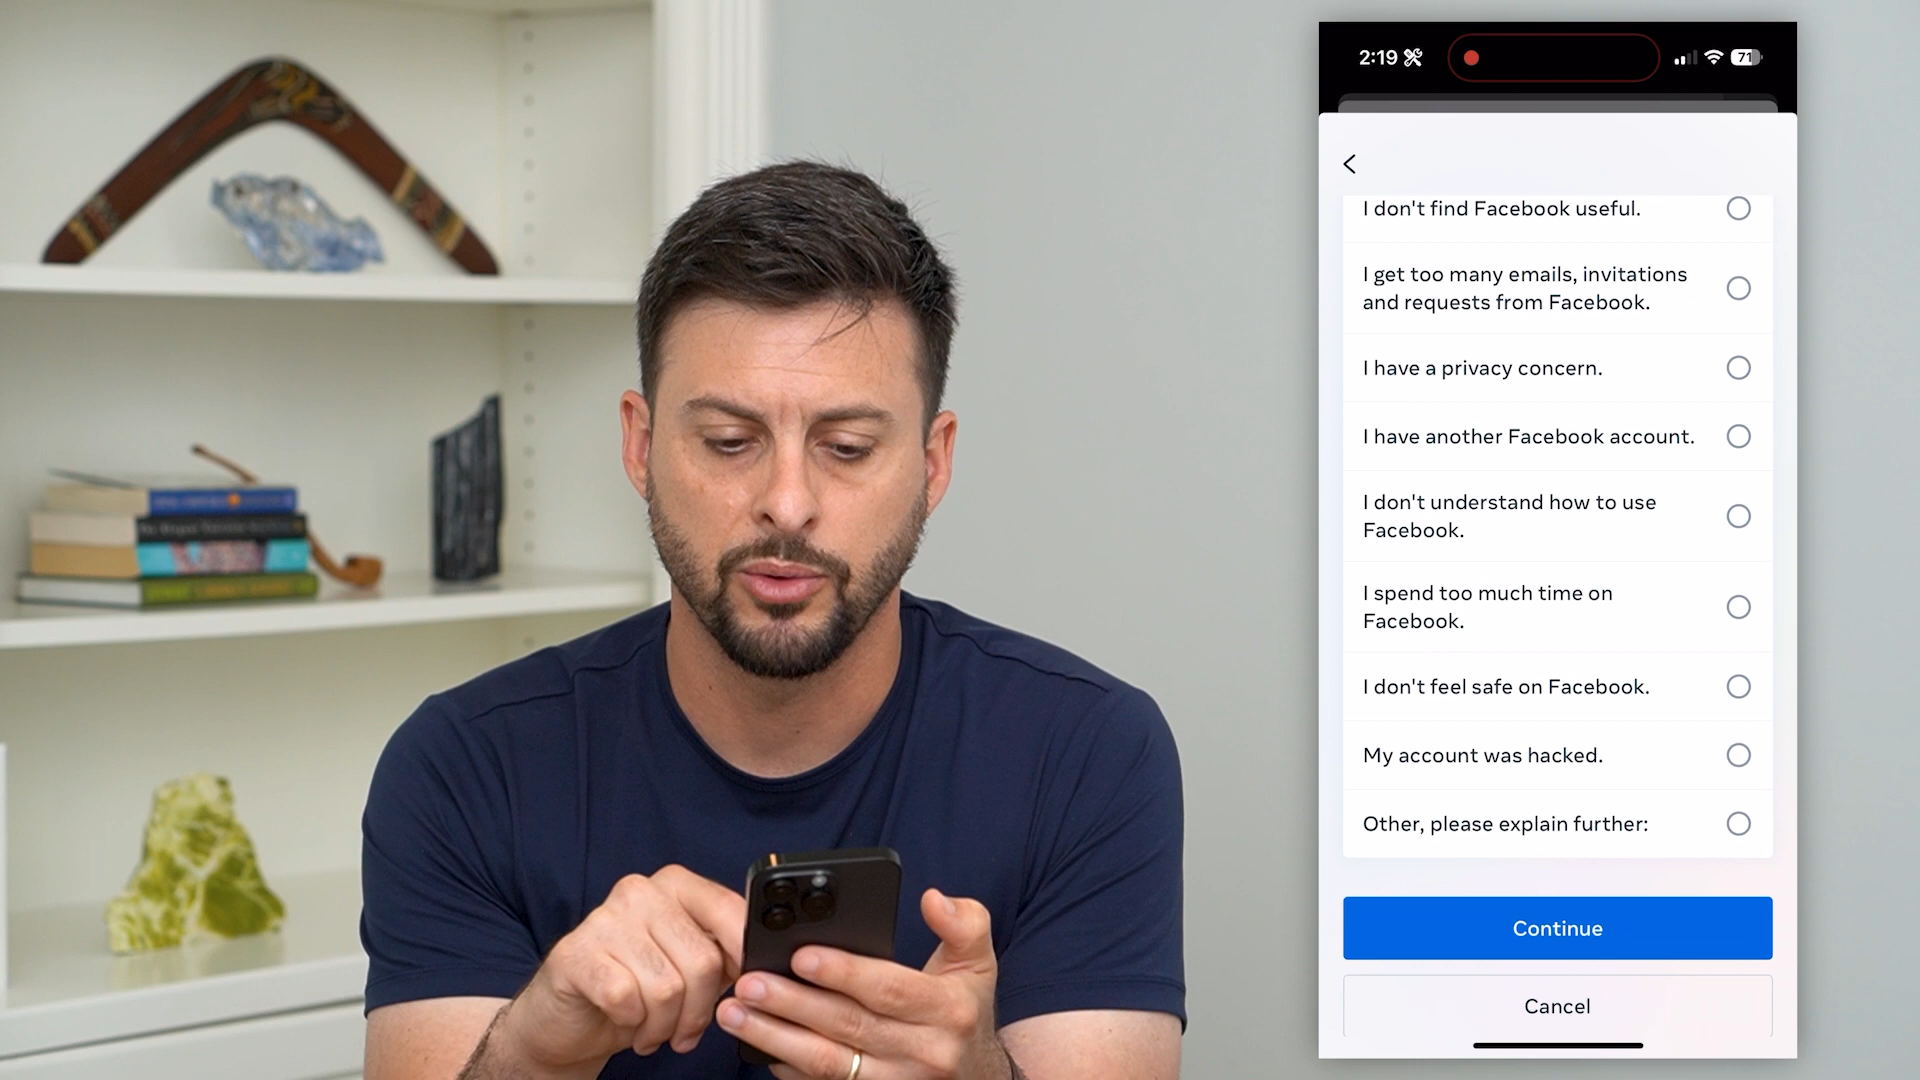 2:19
71
I don't find Facebook useful.
I get too many emails, invitations
and requests from Facebook.
I have a privacy concern.
I have another Facebook account.
I don't understand how to use
Facebook.
I spend too much time on
Facebook.
I don't feel safe on Facebook.
My account was hacked.
Other, please explain further:
Continue
Cancel